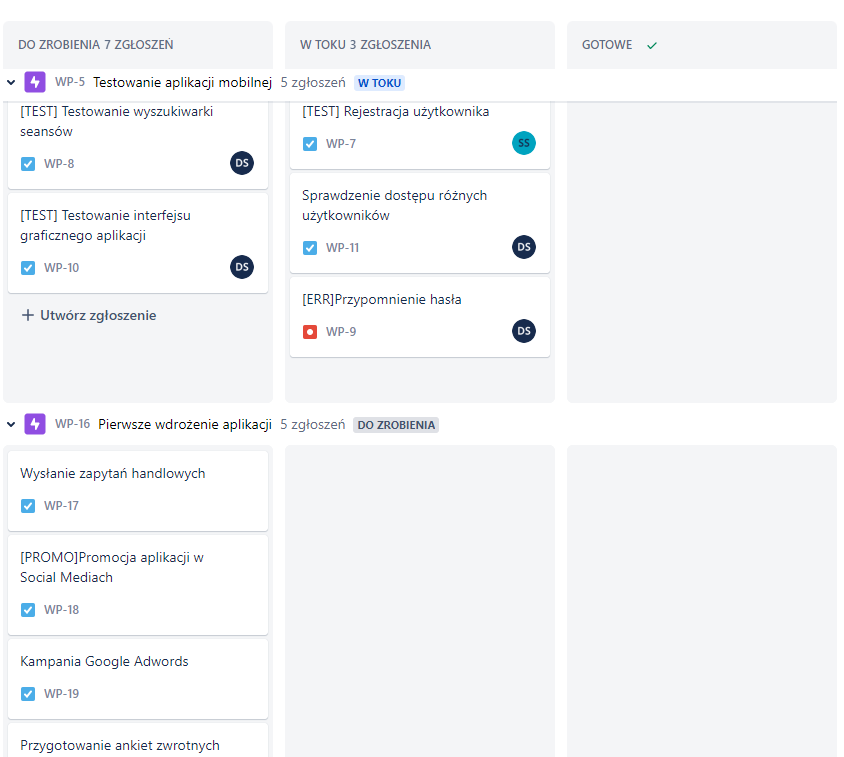 DO ZROBIENIA 7 ZGŁOSZEŃ
W TOKU 3 ZGŁOSZENIA
GOTOWE
WP-5 Testowanie aplikacji mobilnej 5 zgłoszeń W TOKU
[TEST] Testowanie wyszukiwarki
seansów
WP-8 DS
[TEST] Testowanie interfejsu
graficznego aplikacji
WP-10 DS
+ Utwórz zgłoszenie
[TEST] Rejestracja użytkownika
WP-7 SS
Sprawdzenie dostępu różnych
użytkowników
WP-11 DS
[ERR]Przypomnienie hasła
WP-9 DS
WP-16 Pierwsze wdrożenie aplikacji 5 zgłoszeń DO ZROBIENIA
Wysłanie zapytań handlowych
WP-17
[PROMO]Promocja aplikacji w
Social Mediach
WP-18
Kampania Google Adwords
WP-19
Przygotowanie ankiet zwrotnych